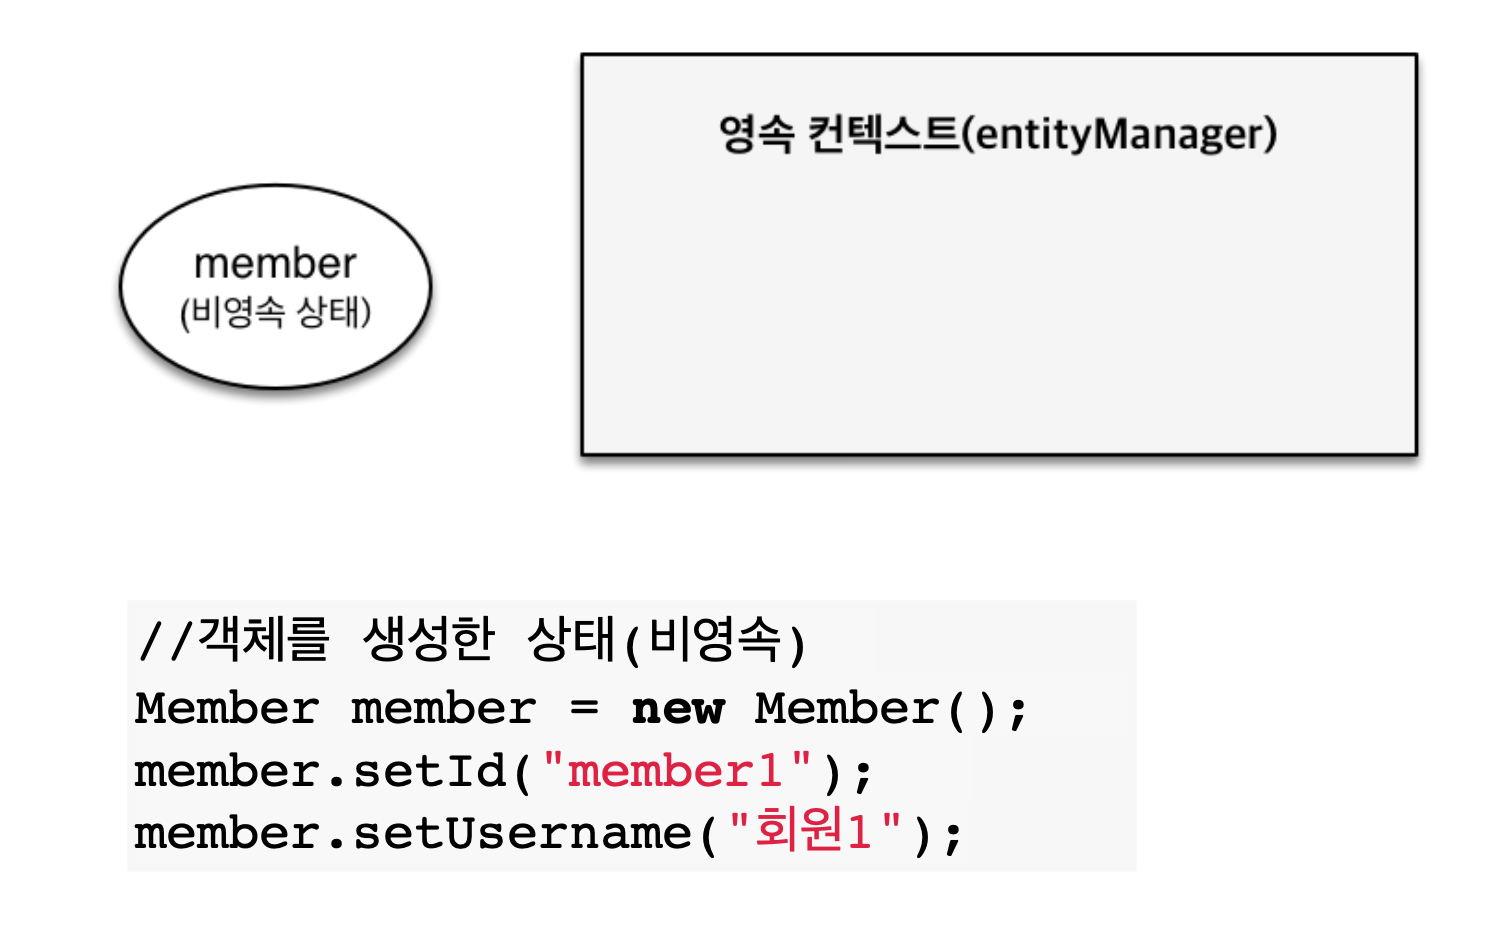 영속 컨텍스트(entityManager)
member
(비영속 상태)
//객체를 생성한 상태(비영속)
Member member = new Member();
member.setId("member1");
member.setUsername("회원1");